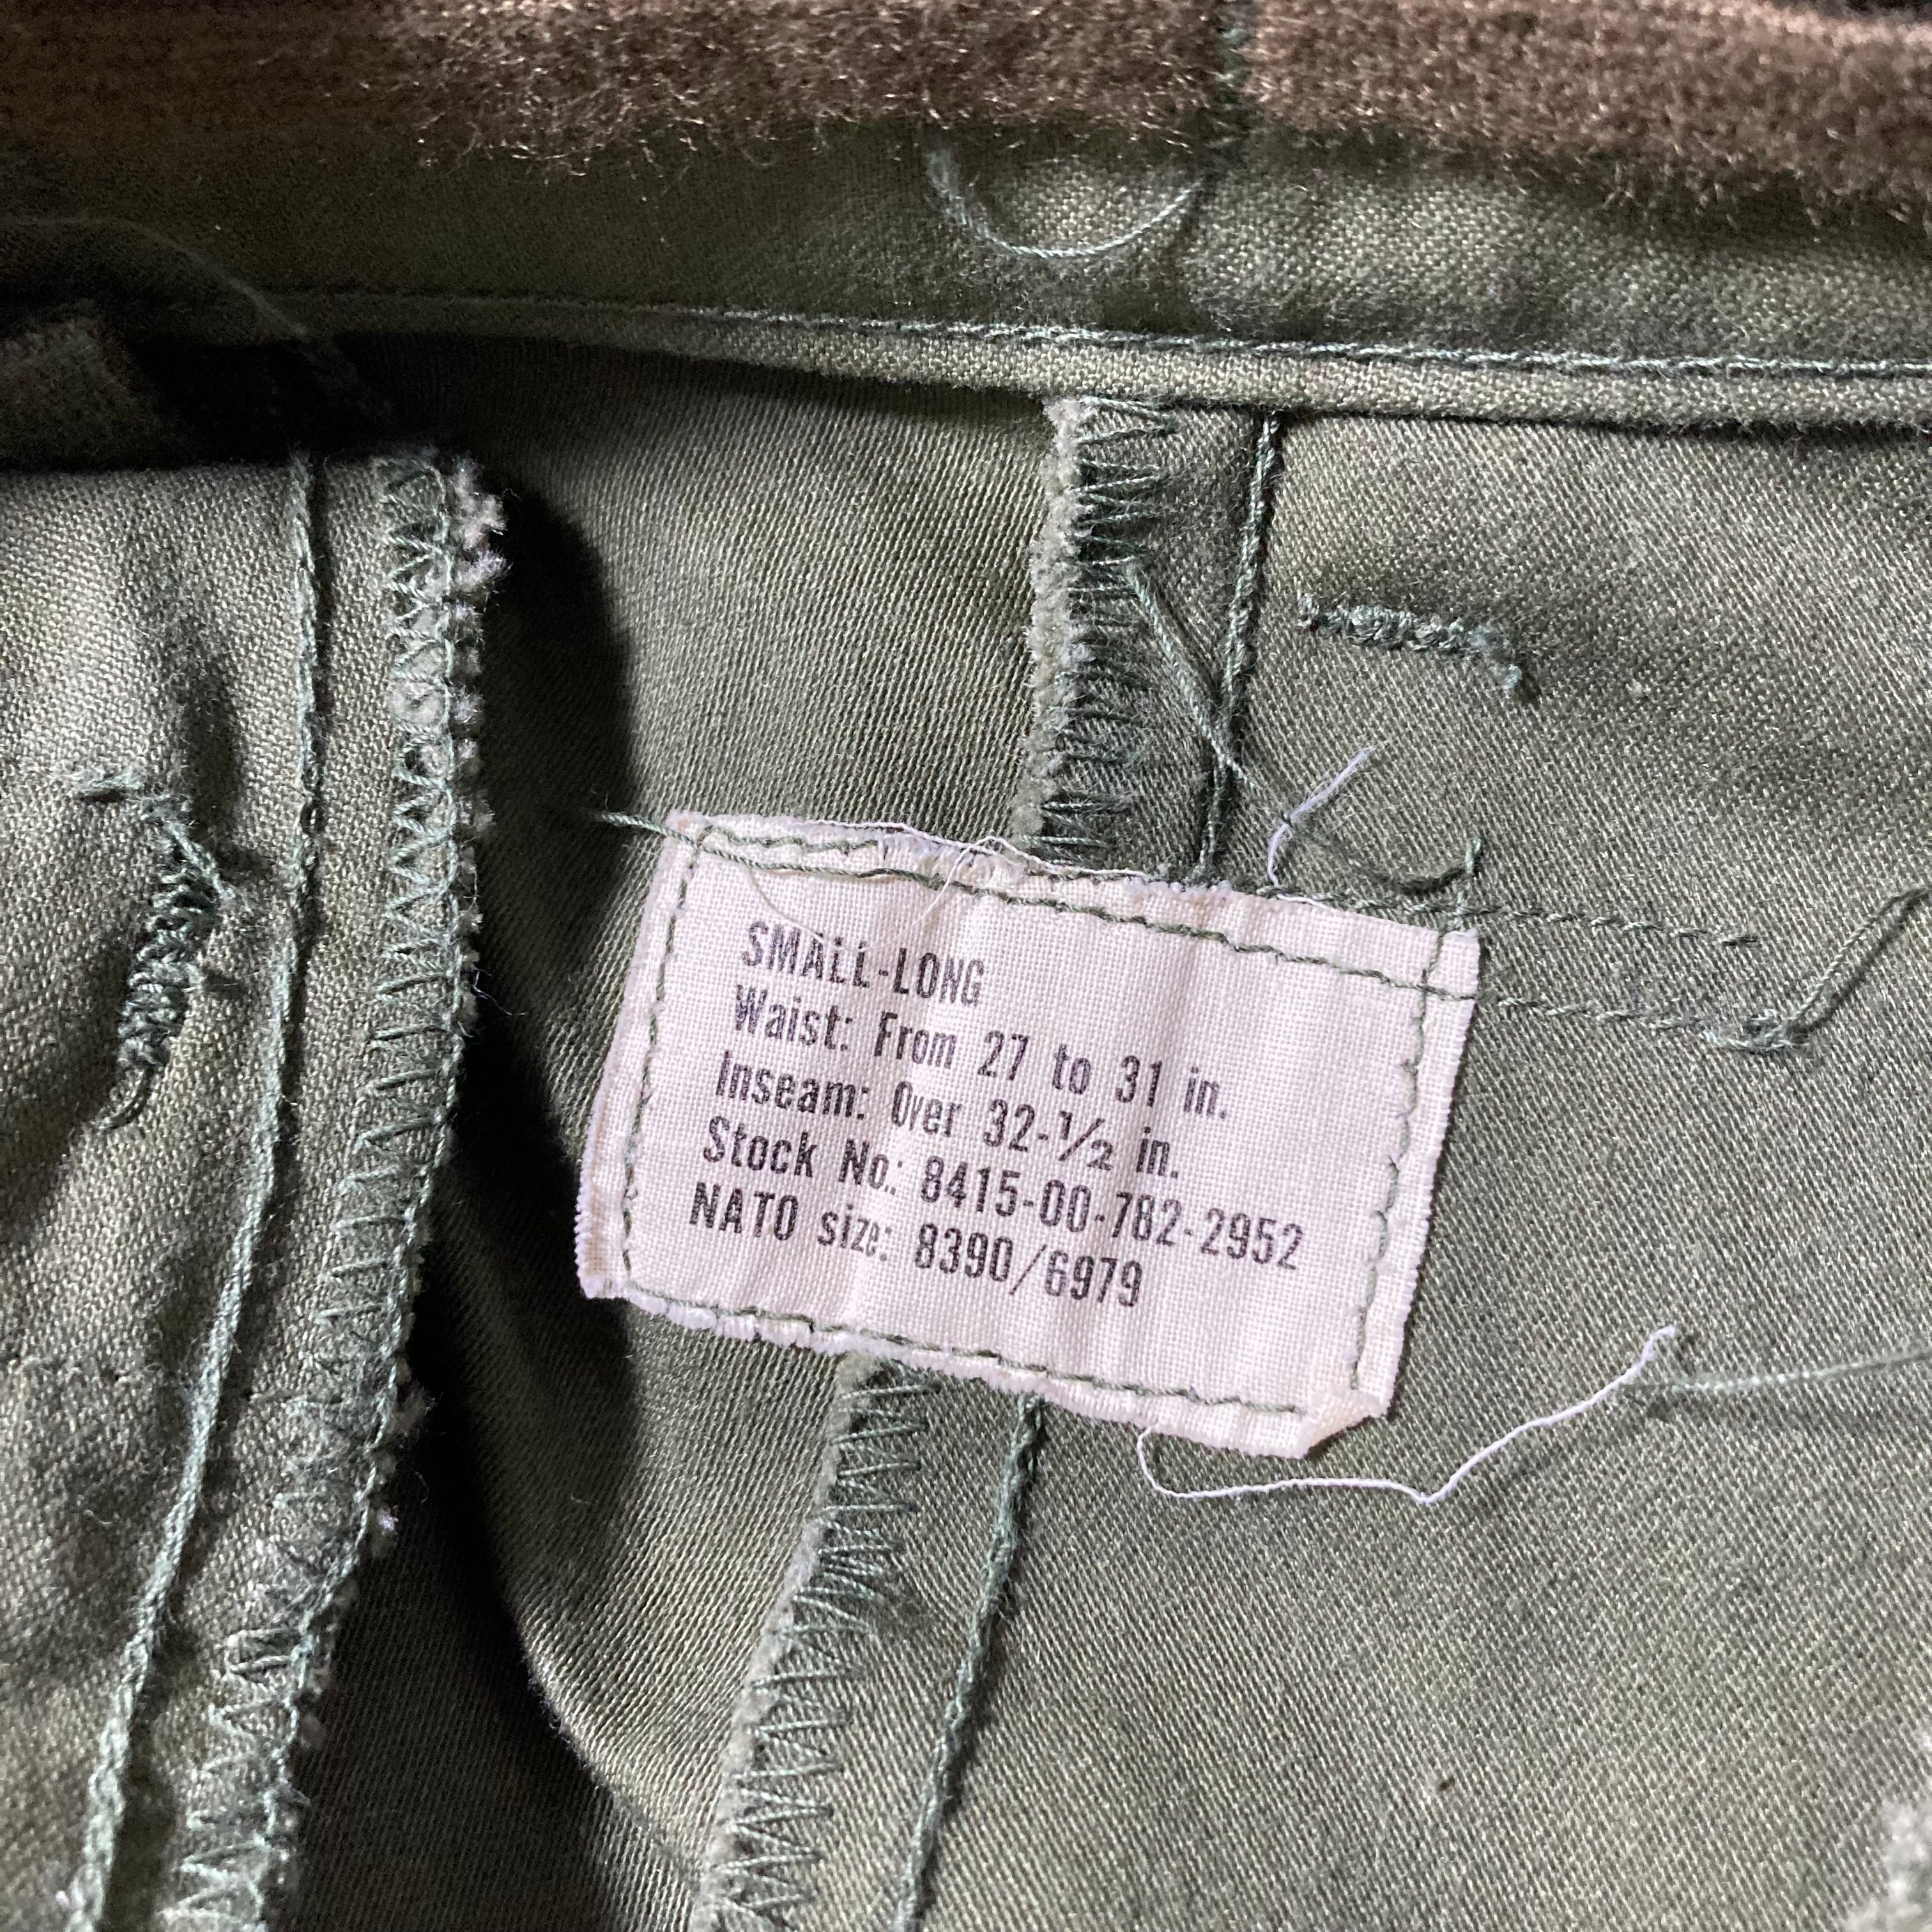 SMALL-LONG
Waist: From 27 to 31 in.
Inseam: Over 32-1/2 in.
Stock No.: 8415-00-782-2952
NATO size: 8390/6979